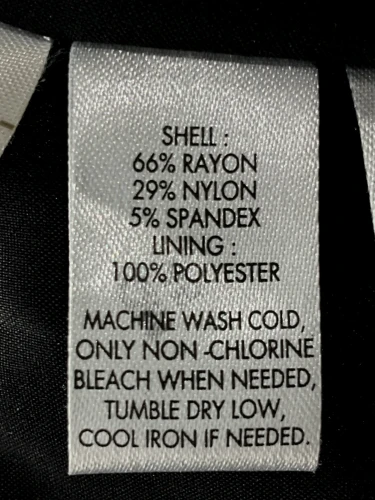 SHELL :
66% RAYON
29% NYLON
5% SPANDEX
LINING :
100% POLYESTER
MACHINE WASH COLD,
ONLY NON -CHLORINE
BLEACH WHEN NEEDED,
TUMBLE DRY LOW,
COOL IRON IF NEEDED.